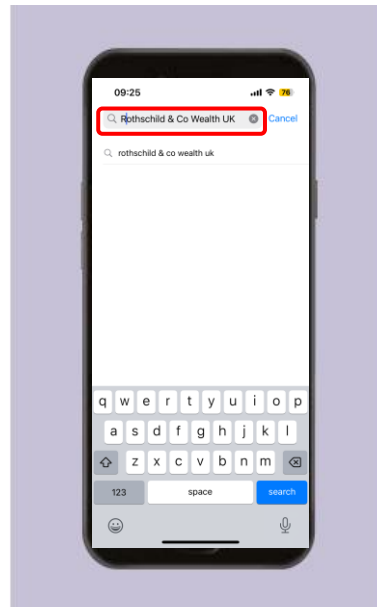 09:25 76
Rothschild & Co Wealth UK Cancel
rothschild & co wealth uk
q w e r t y u i o p
a s d f g h j k l
z x c v b n m
123 space search